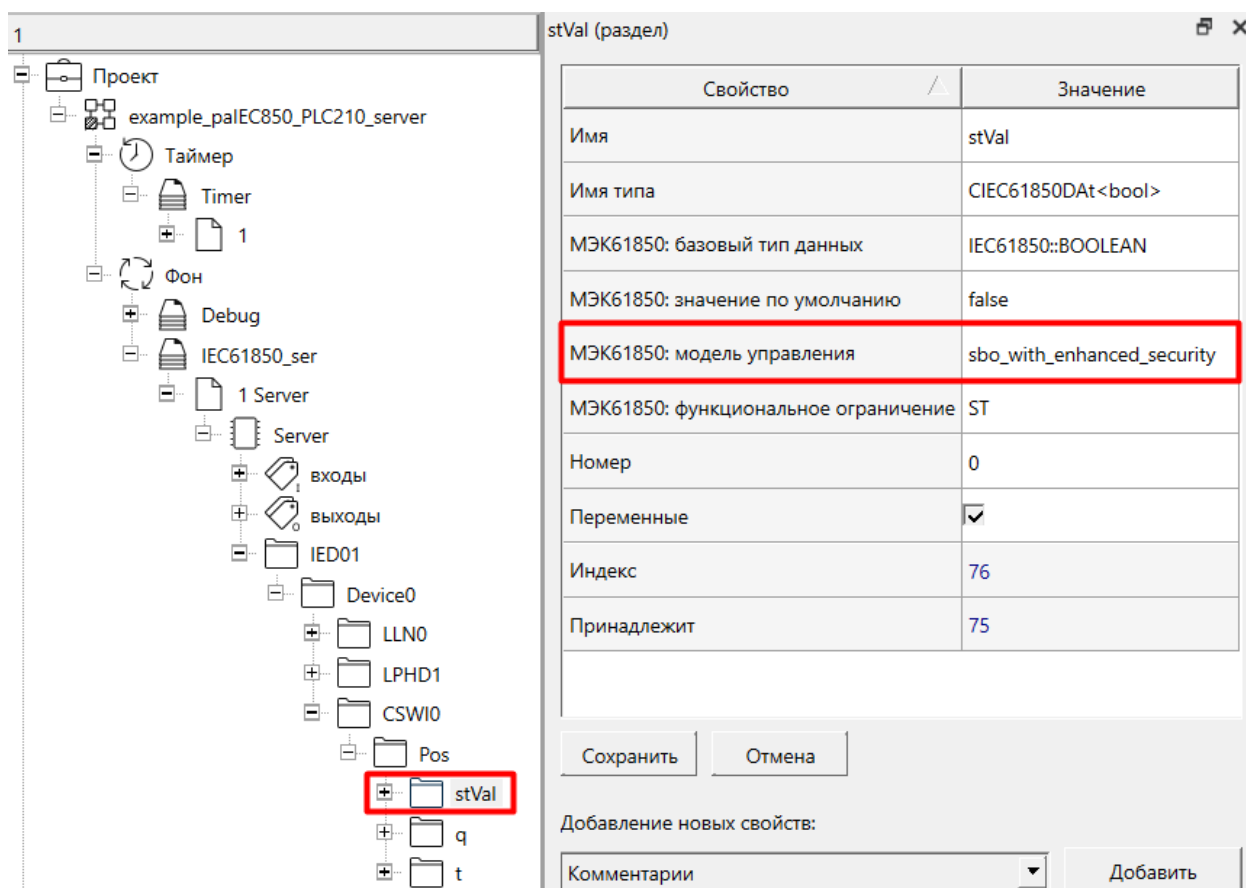 1
Проект
example_paIEC850_PLC210_server
Таймер
Timer
1
Фон
Debug
IEC61850_ser
1 Server
Server
входы
выходы
IED01
Device0
LLN0
LPHD1
CSWI0
Pos
stVal
q
t
stVal (раздел)
Свойство Значение
Имя stVal
Имя типа CIEC61850DAt<bool>
МЭК61850: базовый тип данных IEC61850::BOOLEAN
МЭК61850: значение по умолчанию false
МЭК61850: модель управления sbo_with_enhanced_security
МЭК61850: функциональное ограничение ST
Номер 0
Переменные
Индекс 76
Принадлежит 75
Сохранить Отмена
Добавление новых свойств:
Комментарии Добавить